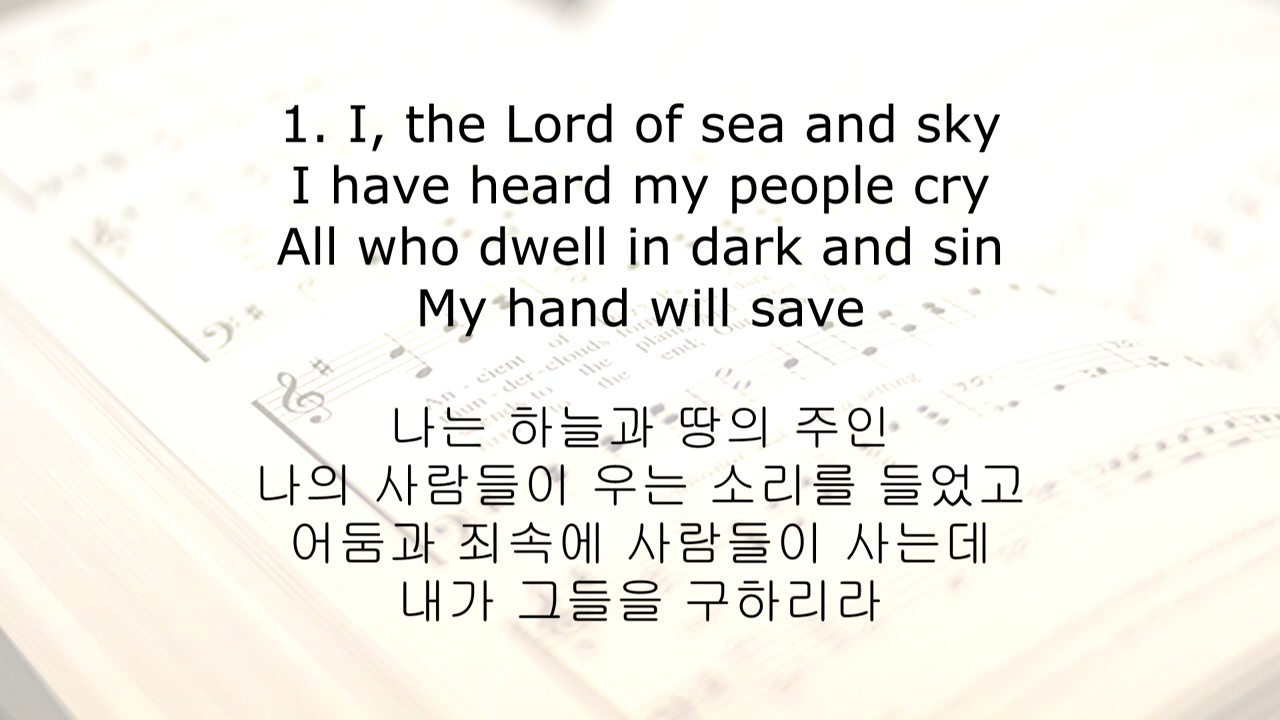 1. I, the Lord of sea and sky
I have heard my people cry
All who dwell in dark and sin
My hand will save
나는 하늘과 땅의 주인
나의 사람들이 우는 소리를 들었고
어둠과 죄속에 사람들이 사는데
내가 그들을 구하리라